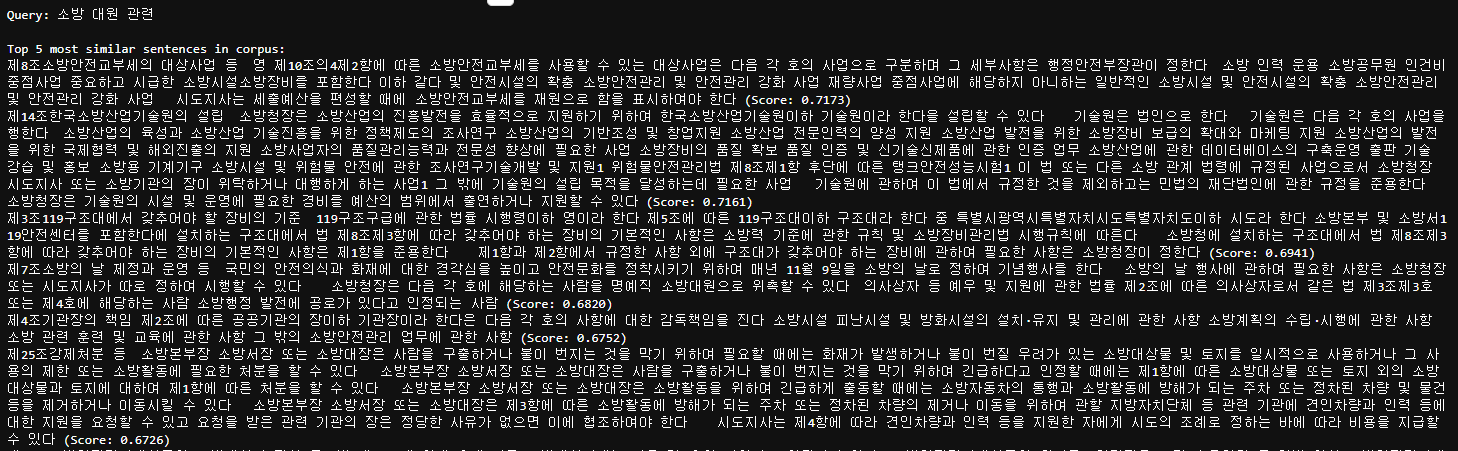 Query: 소방 대원 관련
Top 5 most similar sentences in corpus:
제8조소방안전교부세의 대상사업 등  영 제10조의4제2항에 따른 소방안전교부세를 사용할 수 있는 대상사업은 다음 각 호의 사업으로 구분하며 그 세부사항은 행정안전부장관이 정한다  소방 인력 운용 소방공무원 인건비
중점사업 중요하고 시급한 소방시설소방장비를 포함한다 이하 같다 및 안전시설의 확충 소방안전관리 및 안전관리 강화 사업 재량사업 중점사업에 해당하지 아니하는 일반적인 소방시설 및 안전시설의 확충 소방안전관리
및 안전관리 강화 사업   시도지사는 세출예산을 편성할 때에 소방안전교부세를 재원으로 함을 표시하여야 한다 (Score: 0.7173)
제14조한국소방산업기술원의 설립  소방청장은 소방산업의 진흥발전을 효율적으로 지원하기 위하여 한국소방산업기술원이하 기술원이라 한다을 설립할 수 있다    기술원은 법인으로 한다   기술원은 다음 각 호의 사업을
행한다  소방산업의 육성과 소방산업 기술진흥을 위한 정책제도의 조사연구 소방산업의 기반조성 및 창업지원 소방산업 전문인력의 양성 지원 소방산업 발전을 위한 소방장비 보급의 확대와 마케팅 지원 소방산업의 발전
을 위한 국제협력 및 해외진출의 지원 소방사업자의 품질관리능력과 전문성 향상에 필요한 사업 소방장비의 품질 확보 품질 인증 및 신기술신제품에 관한 인증 업무 소방산업에 관한 데이터베이스의 구축운영 출판 기술
강습 및 홍보 소방용 기계기구 소방시설 및 위험물 안전에 관한 조사연구기술개발 및 지원1 위험물안전관리법 제8조제1항 후단에 따른 탱크안전성능시험1 이 법 또는 다른 소방 관계 법령에 규정된 사업으로서 소방청장
시도지사 또는 소방기관의 장이 위탁하거나 대행하게 하는 사업1 그 밖에 기술원의 설립 목적을 달성하는데 필요한 사업   기술원에 관하여 이 법에서 규정한 것을 제외하고는 민법의 재단법인에 관한 규정을 준용한다
소방청장은 기술원의 시설 및 운영에 필요한 경비를 예산의 범위에서 출연하거나 지원할 수 있다 (Score: 0.7161)
제3조119구조대에서 갖추어야 할 장비의 기준  119구조구급에 관한 법률 시행령이하 영이라 한다 제5조에 따른 119구조대이하 구조대라 한다 중 특별시광역시특별자치시도특별자치도이하 시도라 한다 소방본부 및 소방서1
19안전센터를 포함한다에 설치하는 구조대에서 법 제8조제3항에 따라 갖추어야 하는 장비의 기본적인 사항은 소방력 기준에 관한 규칙 및 소방장비관리법 시행규칙에 따른다   소방청에 설치하는 구조대에서 법 제8조제3
항에 따라 갖추어야 하는 장비의 기본적인 사항은 제1항을 준용한다    제1항과 제2항에서 규정한 사항 외에 구조대가 갖추어야 하는 장비에 관하여 필요한 사항은 소방청장이 정한다 (Score: 0.6941)
제7조소방의 날 제정과 운영 등  국민의 안전의식과 화재에 대한 경각심을 높이고 안전문화를 정착시키기 위하여 매년 11월 9일을 소방의 날로 정하여 기념행사를 한다   소방의 날 행사에 관하여 필요한 사항은 소방청장
또는 시도지사가 따로 정하여 시행할 수 있다    소방청장은 다음 각 호에 해당하는 사람을 명예직 소방대원으로 위촉할 수 있다  의사상자 등 예우 및 지원에 관한 법률 제2조에 따른 의사상자로서 같은 법 제3조제3호
또는 제4호에 해당하는 사람 소방행정 발전에 공로가 있다고 인정되는 사람 (Score: 0.6820)
제4조기관장의 책임 제2조에 따른 공공기관의 장이하 기관장이라 한다은 다음 각 호의 사항에 대한 감독책임을 진다 소방시설 피난시설 및 방화시설의 설치·유지 및 관리에 관한 사항 소방계획의 수립·시행에 관한 사항
소방 관련 훈련 및 교육에 관한 사항 그 밖의 소방안전관리 업무에 관한 사항 (Score: 0.6752)
제25조강제처분 등  소방본부장 소방서장 또는 소방대장은 사람을 구출하거나 불이 번지는 것을 막기 위하여 필요할 때에는 화재가 발생하거나 불이 번질 우려가 있는 소방대상물 및 토지를 일시적으로 사용하거나 그 사
용의 제한 또는 소방활동에 필요한 처분을 할 수 있다   소방본부장 소방서장 또는 소방대장은 사람을 구출하거나 불이 번지는 것을 막기 위하여 긴급하다고 인정할 때에는 제1항에 따른 소방대상물 또는 토지 외의 소방
대상물과 토지에 대하여 제1항에 따른 처분을 할 수 있다   소방본부장 소방서장 또는 소방대장은 소방활동을 위하여 긴급하게 출동할 때에는 소방자동차의 통행과 소방활동에 방해가 되는 주차 또는 정차된 차량 및 물건
등을 제거하거나 이동시킬 수 있다   소방본부장 소방서장 또는 소방대장은 제3항에 따른 소방활동에 방해가 되는 주차 또는 정차된 차량의 제거나 이동을 위하여 관할 지방자치단체 등 관련 기관에 견인차량과 인력 등에
대한 지원을 요청할 수 있고 요청을 받은 관련 기관의 장은 정당한 사유가 없으면 이에 협조하여야 한다    시도지사는 제4항에 따라 견인차량과 인력 등을 지원한 자에게 시도의 조례로 정하는 바에 따라 비용을 지급할
수 있다 (Score: 0.6726)